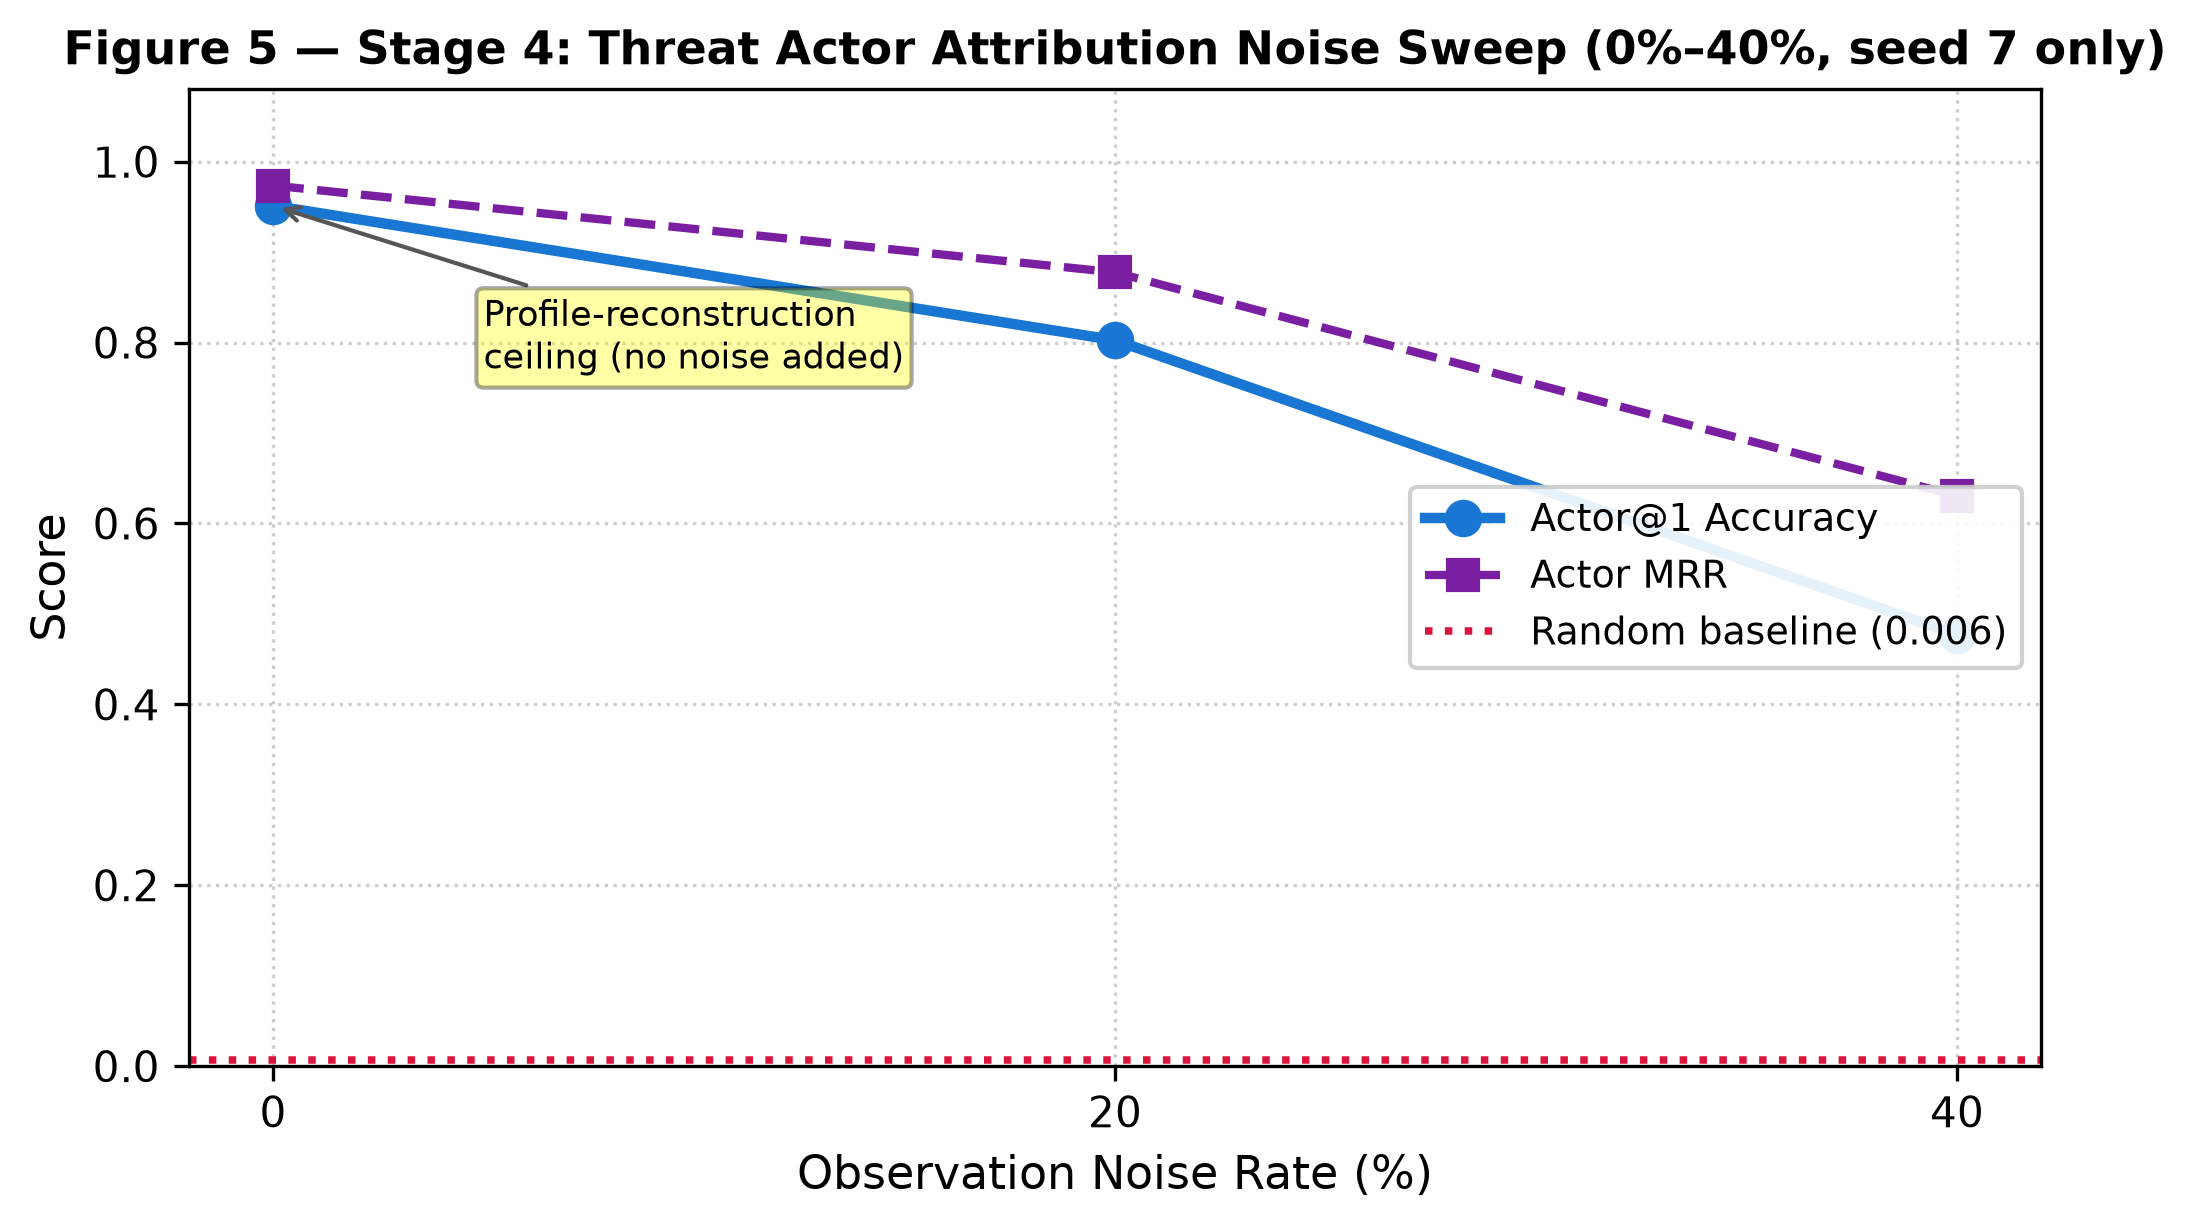 Figure 5 — Stage 4: Threat Actor Attribution Noise Sweep (0%–40%, seed 7 only)
1.0
0.8
0.6
0.4
0.2
0.0
Score
Profile-reconstruction
ceiling (no noise added)
Actor@1 Accuracy
Actor MRR
Random baseline (0.006)
0
20
40
Observation Noise Rate (%)